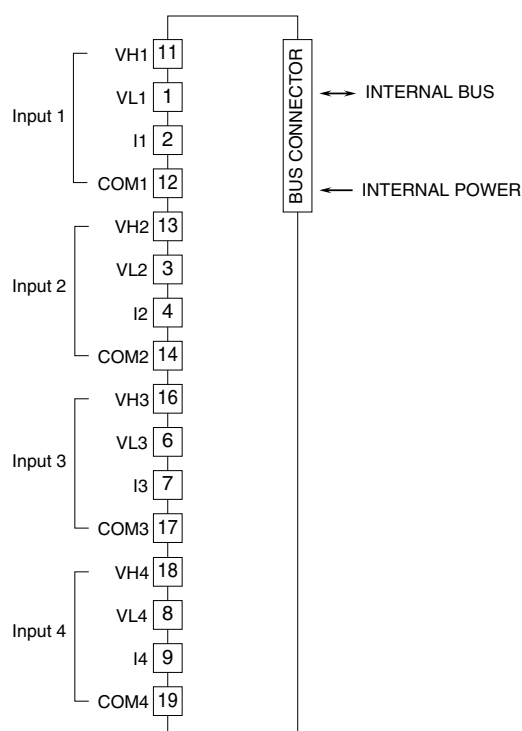 VH1 11
VL1 1
Input 1
I1 2
COM1 12
VH2 13
VL2 3
Input 2
I2 4
COM2 14
VH3 16
VL3 6
Input 3
I3 7
COM3 17
VH4 18
VL4 8
Input 4
I4 9
COM4 19
BUS CONNECTOR
INTERNAL BUS
INTERNAL POWER